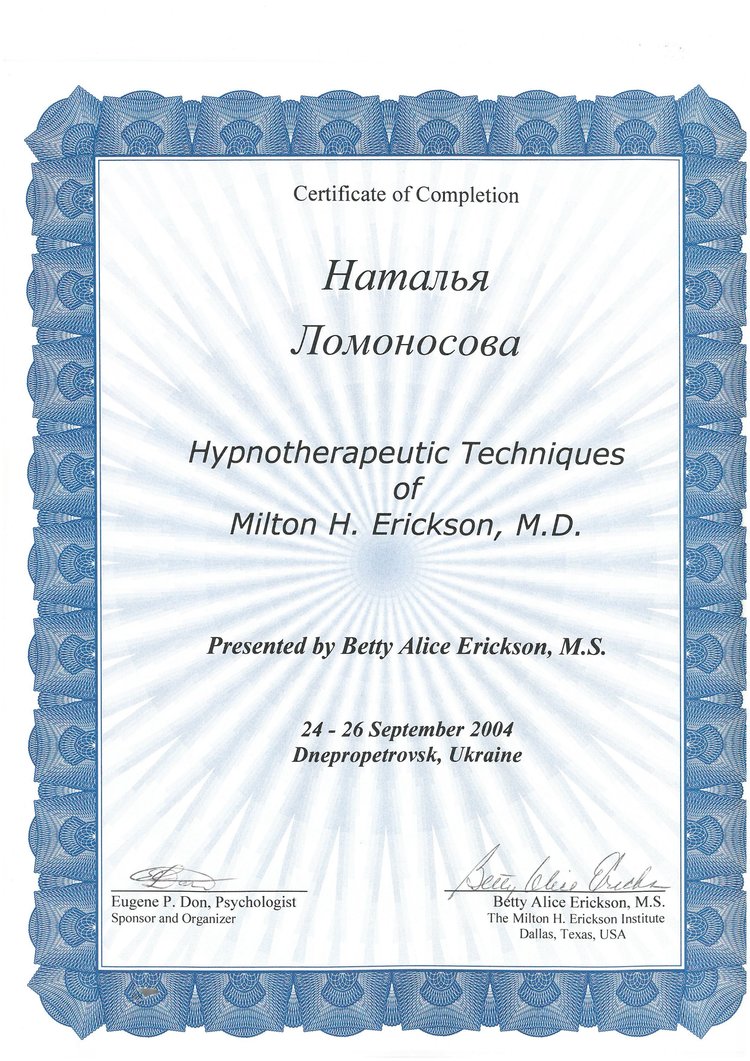 Certificate of Completion
Наталья
Ломоносова
Hypnotherapeutic Techniques
of
Milton H. Erickson, M.D.
Presented by Betty Alice Erickson, M.S.
24 - 26 September 2004
Dnepropetrovsk, Ukraine
Betty Alice Erickson
Eugene P. Don, Psychologist
Sponsor and Organizer
Betty Alice Erickson, M.S.
The Milton H. Erickson Institute
Dallas, Texas, USA